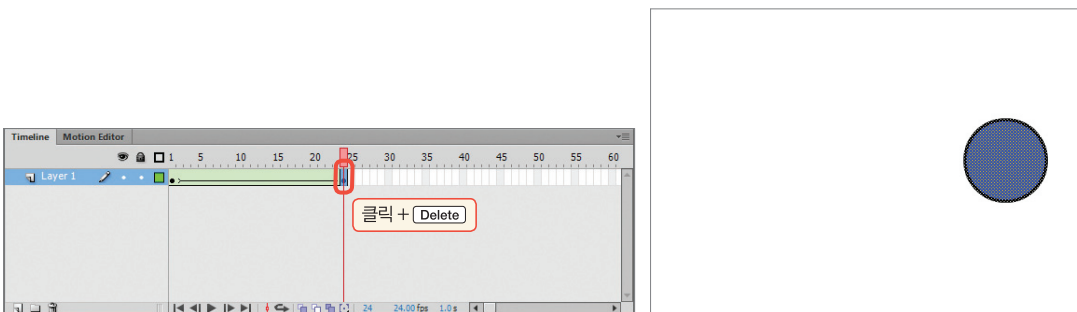 Timeline Motion Editor
1 5 10 15 20 25 30 35 40 45 50 55 60
Layer 1
클릭 + Delete
24 24.00 fps 1.0 s